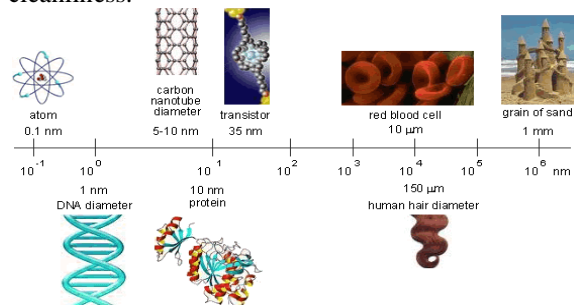 cleanliness.
atom
0.1 nm
carbon
nanotube
diameter
5-10 nm
transistor
35 nm
red blood cell
10 μm
grain of sand
1 mm
10-1 100 101 102 103 104 105 106 nm
1 nm
DNA diameter
10 nm
protein
150 μm
human hair diameter